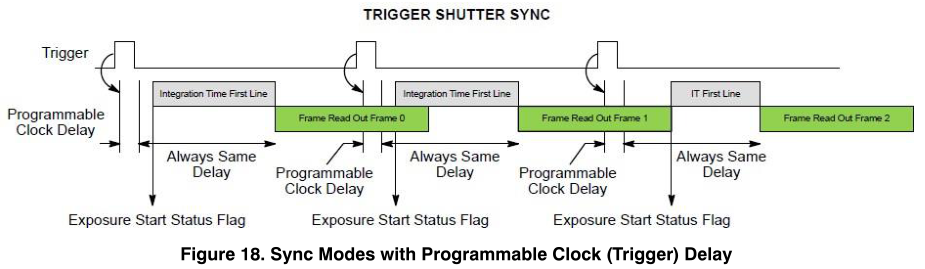 TRIGGER SHUTTER SYNC
Trigger
Integration Time First Line
Integration Time First Line
IT First Line
Programmable
Clock Delay
Frame Read Out Frame 0
Frame Read Out Frame 1
Frame Read Out Frame 2
Always Same
Delay
Programmable
Clock Delay
Always Same
Delay
Programmable
Clock Delay
Always Same
Delay
Exposure Start Status Flag
Exposure Start Status Flag
Exposure Start Status Flag
Figure 18. Sync Modes with Programmable Clock (Trigger) Delay